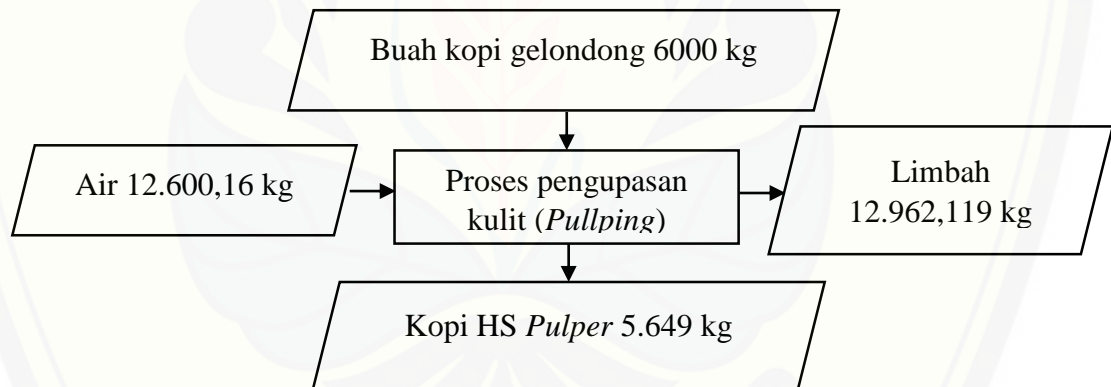 Buah kopi gelondong 6000 kg
Air 12.600,16 kg
Proses pengupasan
kulit (Pullping)
Limbah
12.962,119 kg
Kopi HS Pulper 5.649 kg